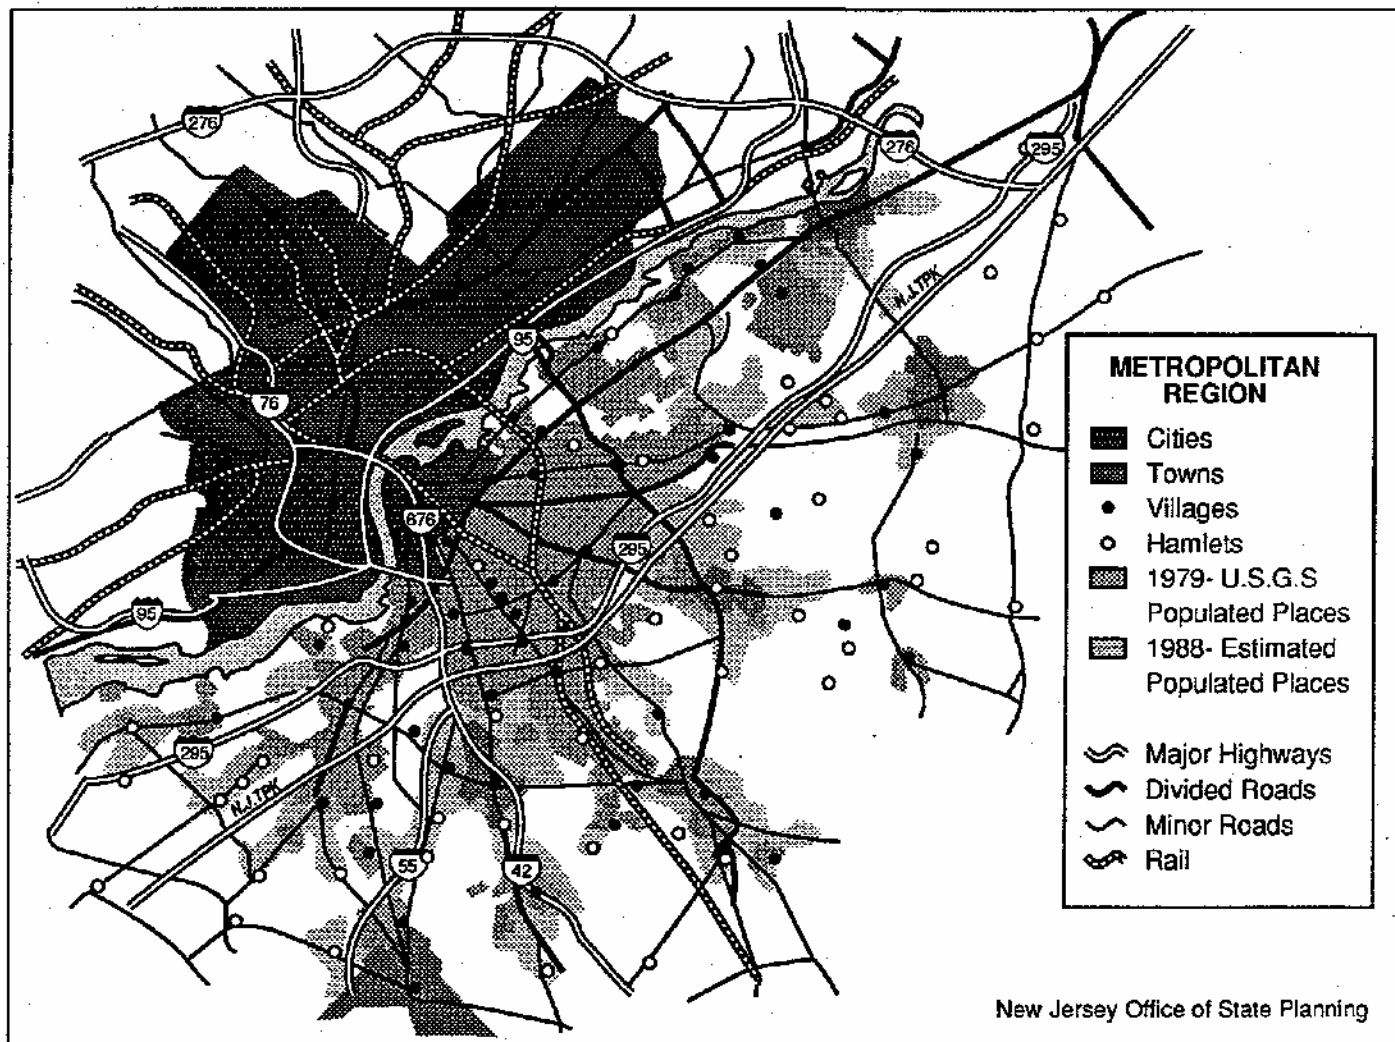 276
276
295
N.J.TPK
95
76
676
295
95
295
N.J.TPK
55
42
METROPOLITAN
REGION
Cities
Towns
Villages
Hamlets
1979- U.S.G.S
Populated Places
1988- Estimated
Populated Places
Major Highways
Divided Roads
Minor Roads
Rail
New Jersey Office of State Planning